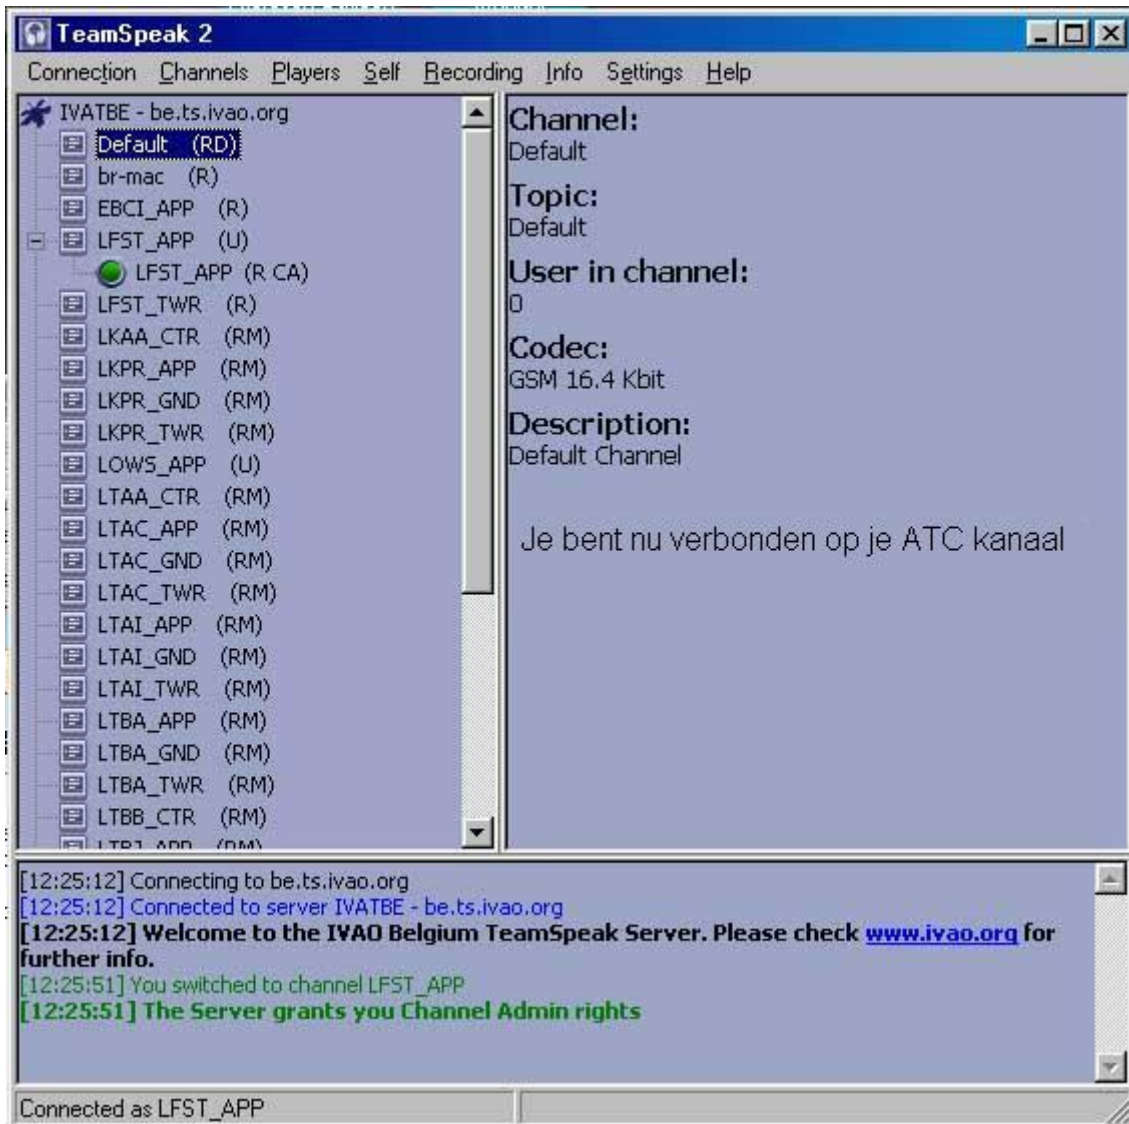 TeamSpeak 2
Connection Channels Players Self Recording Info Settings Help
IVATBE - be.ts.ivao.org
Default (RD)
br-mac (R)
EBCI_APP (R)
LFST_APP (U)
LFST_APP (R CA)
LFST_TWR (R)
LKAA_CTR (RM)
LKPR_APP (RM)
LKPR_GND (RM)
LKPR_TWR (RM)
LOWS_APP (U)
LTAA_CTR (RM)
LTAC_APP (RM)
LTAC_GND (RM)
LTAC_TWR (RM)
LTAI_APP (RM)
LTAI_GND (RM)
LTAI_TWR (RM)
LTBA_APP (RM)
LTBA_GND (RM)
LTBA_TWR (RM)
LTBB_CTR (RM)
LTBJ_APP (RM)
Channel:
Default
Topic:
Default
User in channel:
0
Codec:
GSM 16.4 Kbit
Description:
Default Channel
Je bent nu verbonden op je ATC kanaal
[12:25:12] Connecting to be.ts.ivao.org
[12:25:12] Connected to server IVATBE - be.ts.ivao.org
[12:25:12] Welcome to the IVAO Belgium TeamSpeak Server. Please check www.ivao.org for
further info.
[12:25:51] You switched to channel LFST_APP
[12:25:51] The Server grants you Channel Admin rights
Connected as LFST_APP